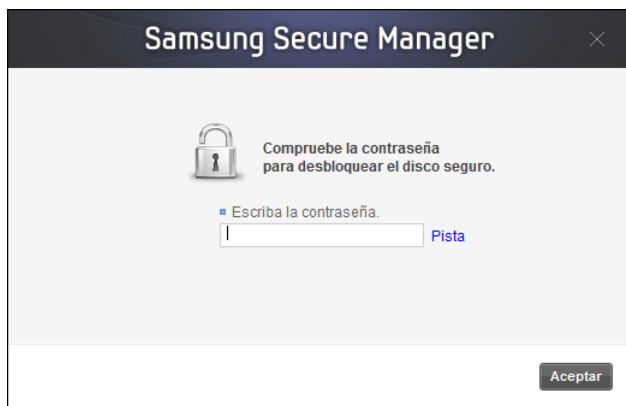 Samsung Secure Manager
Compruebe la contraseña
para desbloquear el disco seguro.
Escriba la contraseña.
Pista
Aceptar